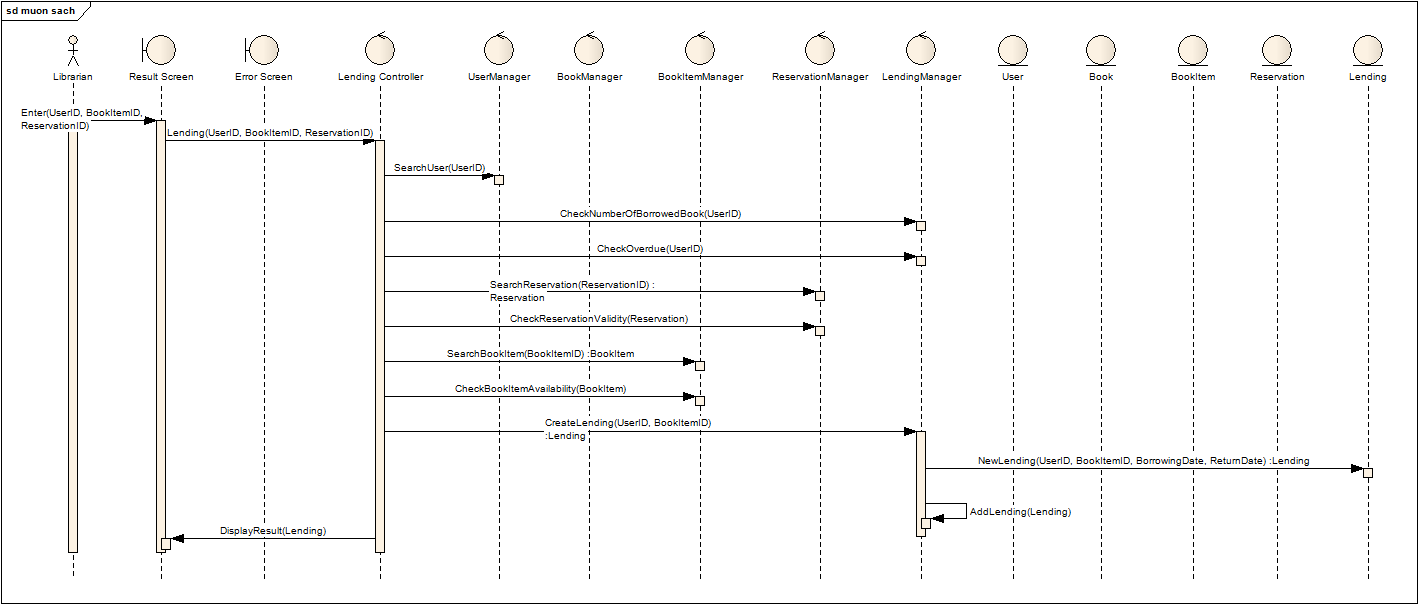 sd muon sach
Librarian
Result Screen
Error Screen
Lending Controller
UserManager
BookManager
BookItemManager
ReservationManager
LendingManager
User
Book
BookItem
Reservation
Lending
Enter(UserID, BookItemID,
ReservationID)
Lending(UserID, BookItemID, ReservationID)
SearchUser(UserID)
CheckNumberOfBorrowedBook(UserID)
CheckOverdue(UserID)
SearchReservation(ReservationID) :
Reservation
CheckReservationValidity(Reservation)
SearchBookItem(BookItemID) :BookItem
CheckBookItemAvailability(BookItem)
CreateLending(UserID, BookItemID)
:Lending
NewLending(UserID, BookItemID, BorrowingDate, ReturnDate) :Lending
AddLending(Lending)
DisplayResult(Lending)